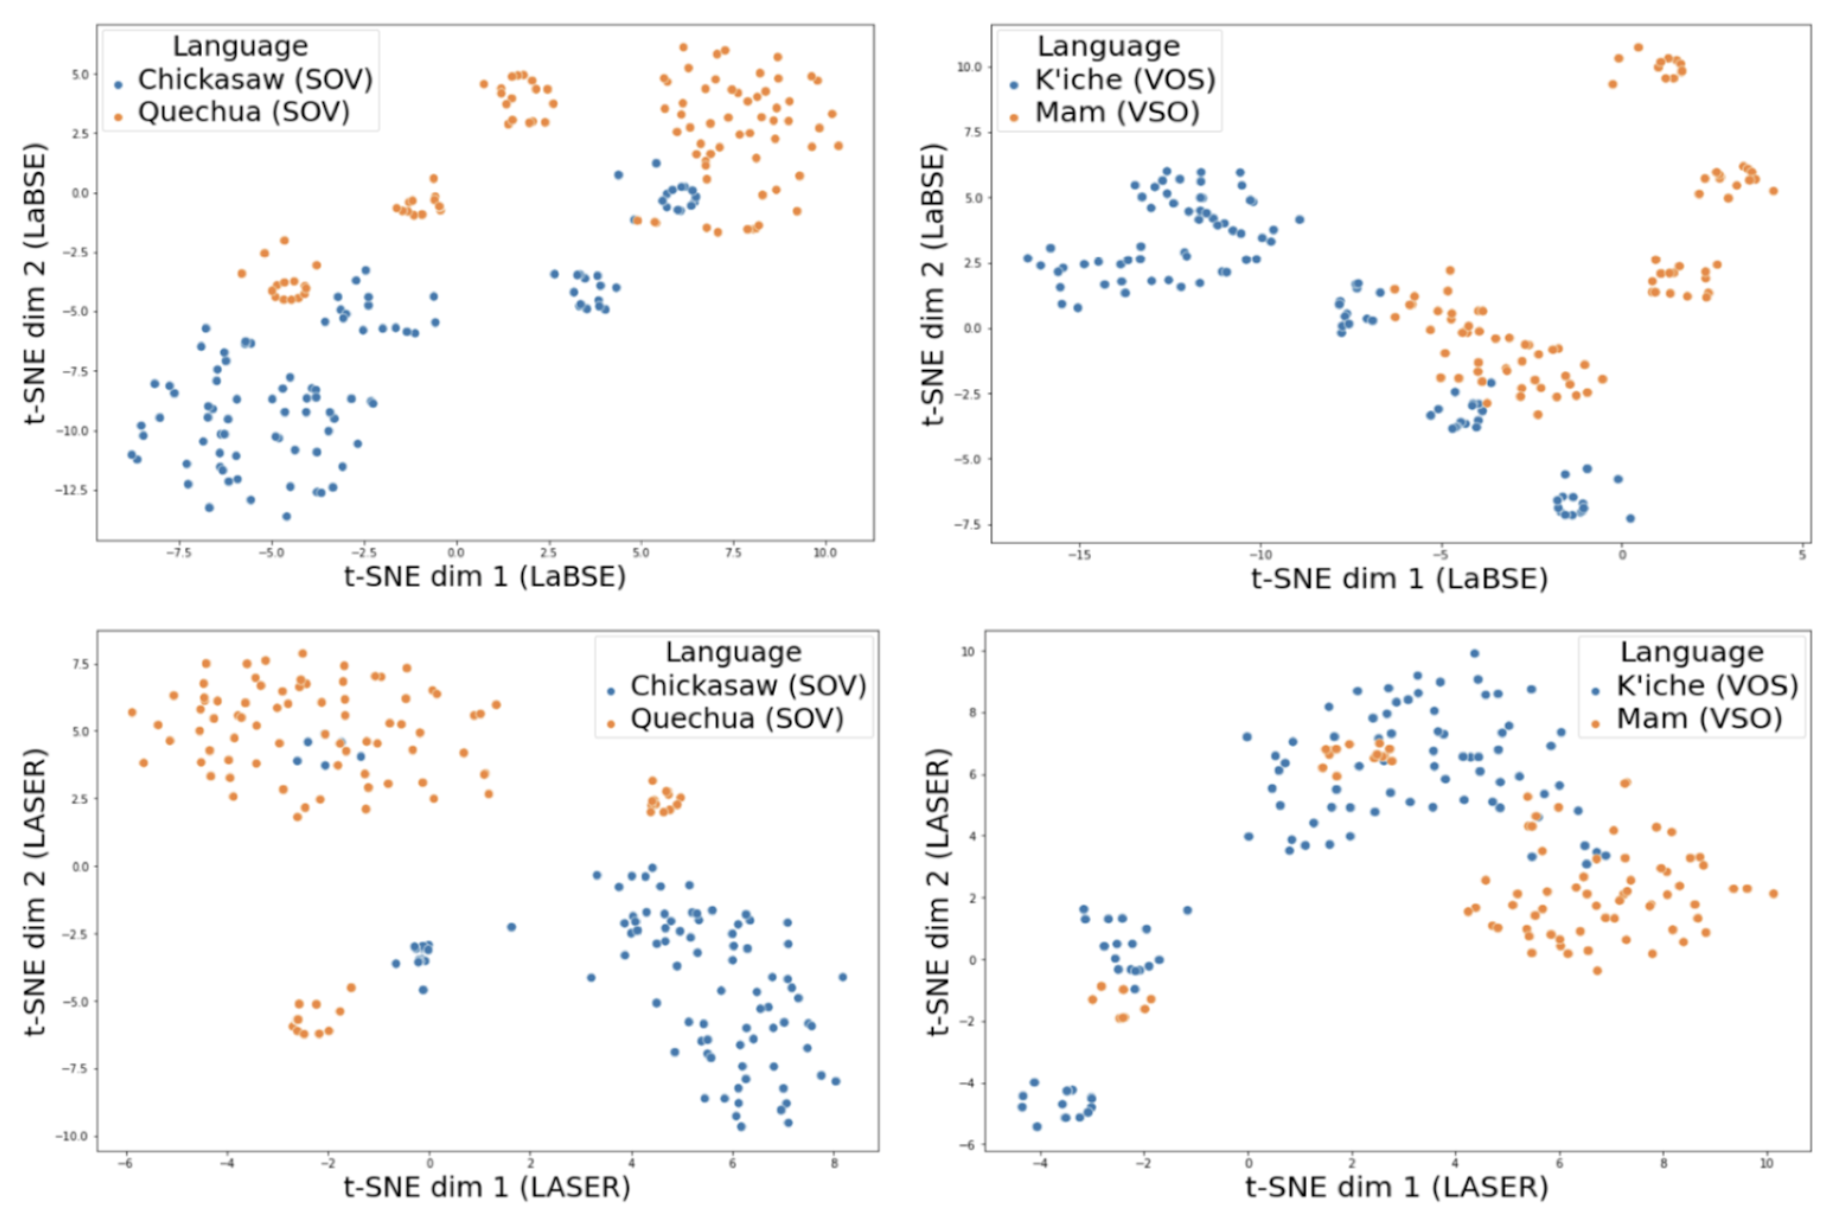 Language
Chickasaw (SOV)
Quechua (SOV)
5.0
2.5
0.0
−2.5
−5.0
−7.5
−10.0
−12.5
t-SNE dim 2 (LaBSE)
−7.5 −5.0 −2.5 0.0 2.5 5.0 7.5 10.0
t-SNE dim 1 (LaBSE)
Language
K'iche (VOS)
Mam (VSO)
10.0
7.5
5.0
2.5
0.0
−2.5
−5.0
−7.5
t-SNE dim 2 (LaBSE)
−15 −10 −5 0 5
t-SNE dim 1 (LaBSE)
Language
Chickasaw (SOV)
Quechua (SOV)
7.5
5.0
2.5
0.0
−2.5
−5.0
−7.5
−10.0
t-SNE dim 2 (LASER)
−6 −4 −2 0 2 4 6 8
t-SNE dim 1 (LASER)
Language
K'iche (VOS)
Mam (VSO)
10
8
6
4
2
0
−2
−4
−6
t-SNE dim 2 (LASER)
−4 −2 0 2 4 6 8 10
t-SNE dim 1 (LASER)